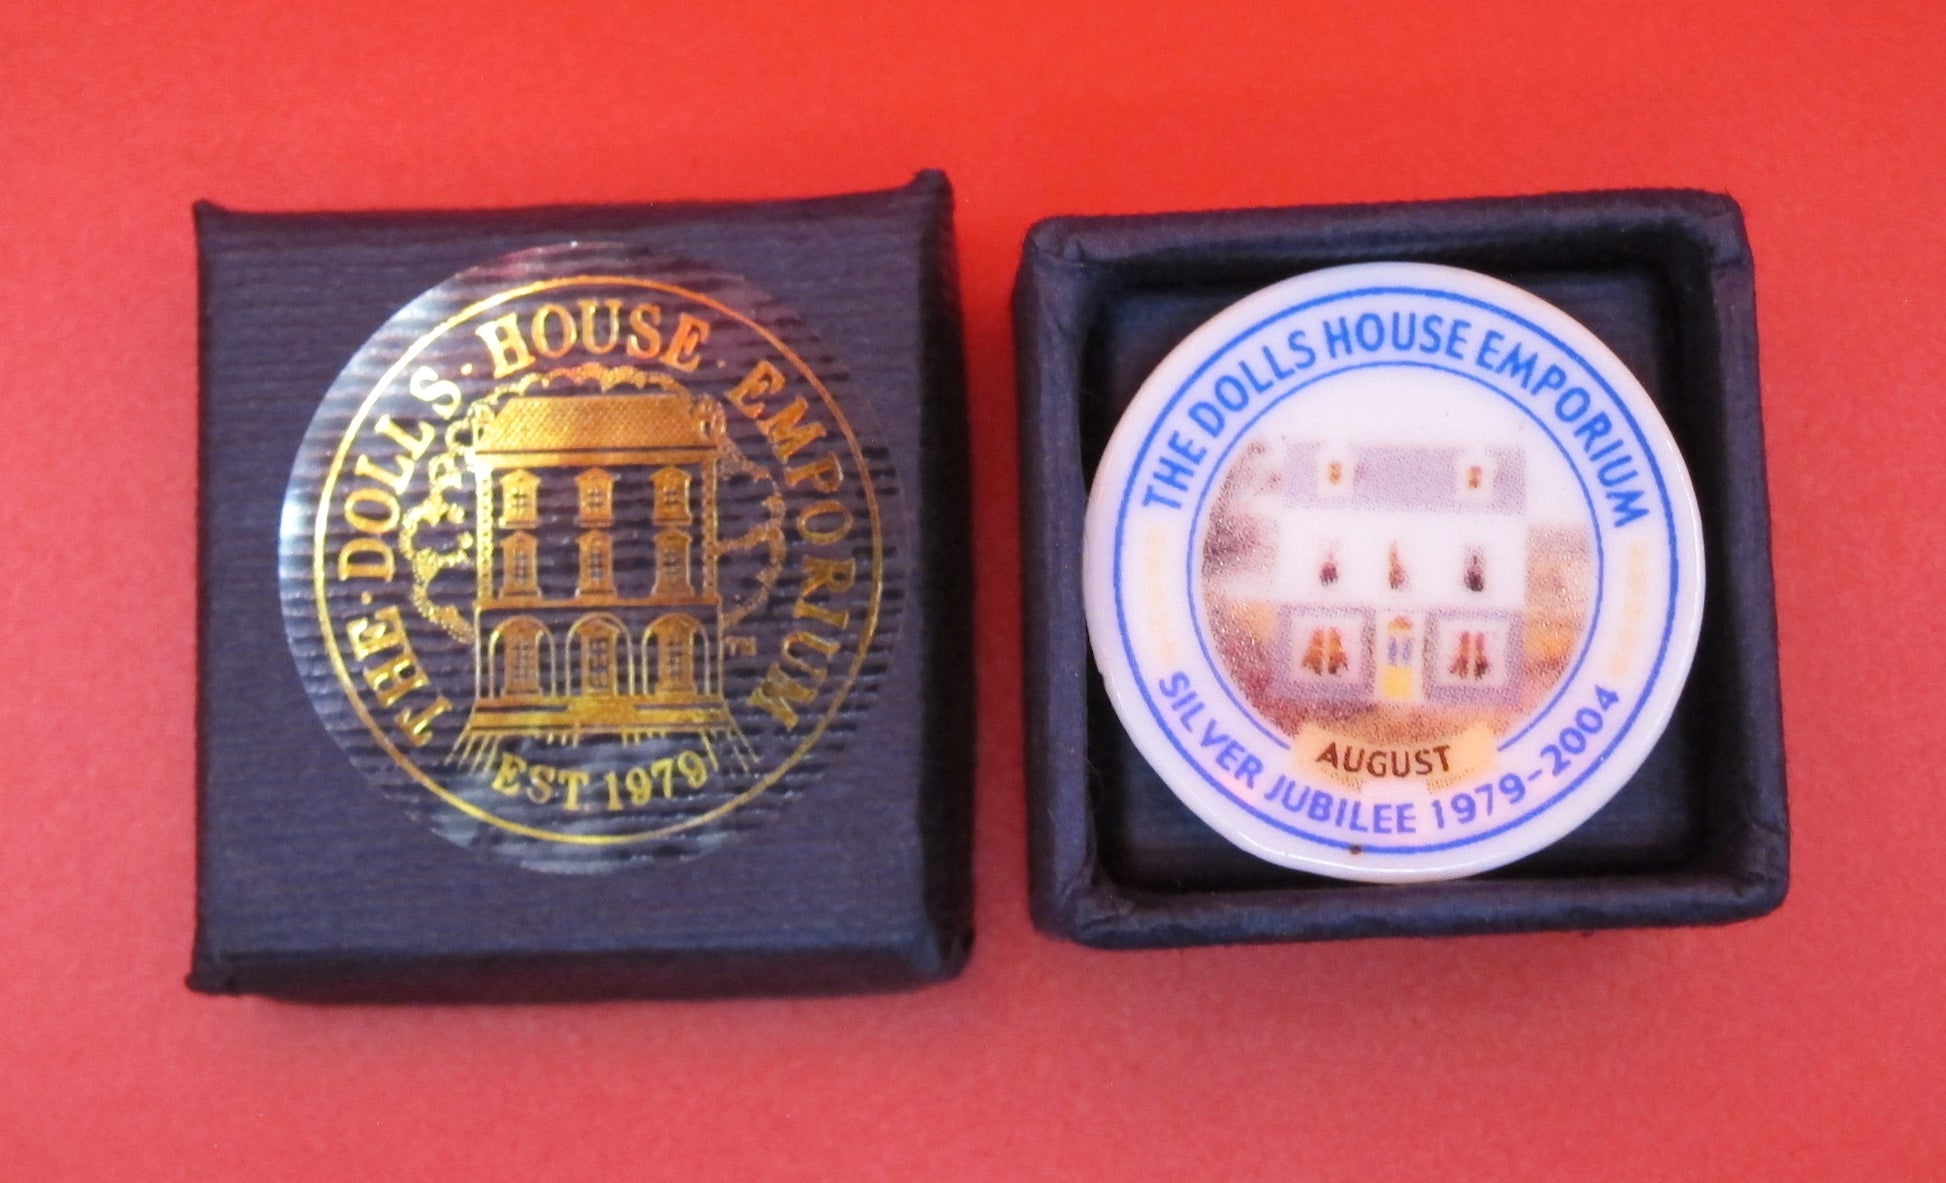 THE · DOLLS · HOUSE · EMPORIUM
EST. 1979
THE DOLLS HOUSE EMPORIUM
AUGUST
SILVER JUBILEE 1979–2004